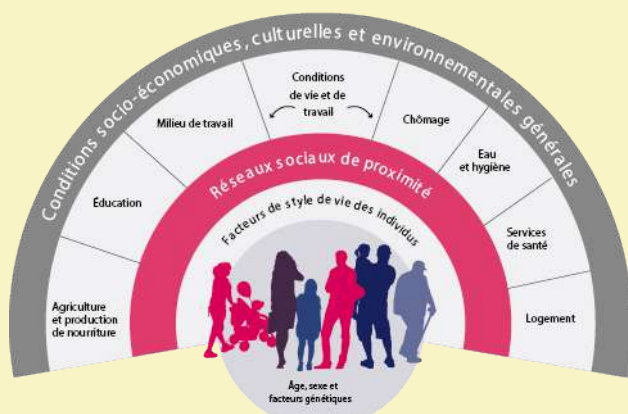 Conditions socio-économiques, culturelles et environnementales générales
Conditions
de vie et de
travail
Milieu de travail
Chômage
Éducation
Eau
et hygiène
Agriculture
et production
de nourriture
Services
de santé
Logement
Réseaux sociaux de proximité
Facteurs de style de vie des individus
Âge, sexe et
facteurs génétiques